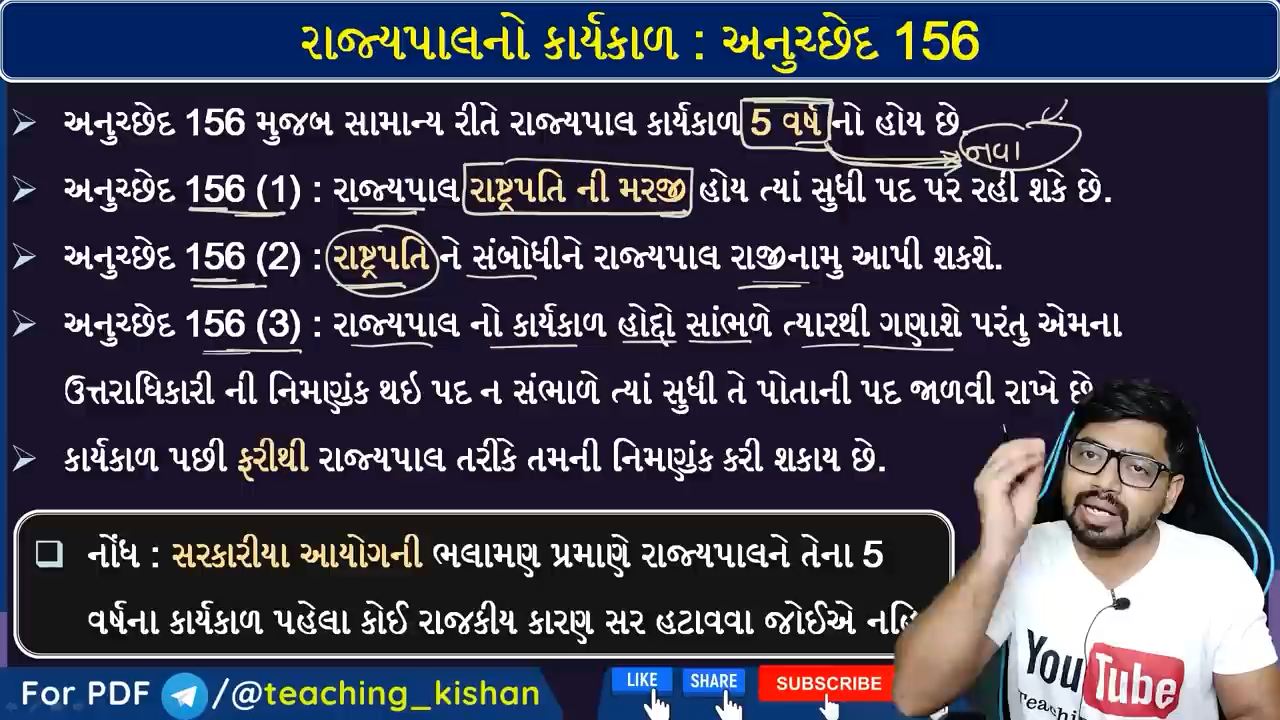 રાજ્યપાલનો કાર્યકાળ : અનુચ્છેદ 156
અનુચ્છેદ 156 મુજબ સામાન્ય રીતે રાજ્યપાલ કાર્યકાળ 5 વર્ષ નો હોય છે.
નવા
અનુચ્છેદ 156 (1) : રાજ્યપાલ રાષ્ટ્રપતિ ની મરજી હોય ત્યાં સુધી પદ પર રહી શકે છે.
અનુચ્છેદ 156 (2) : રાષ્ટ્રપતિ ને સંબોધીને રાજ્યપાલ રાજીનામુ આપી શકશે.
અનુચ્છેદ 156 (3) : રાજ્યપાલ નો કાર્યકાળ હોદ્દો સાંભળે ત્યારથી ગણાશે પરંતુ એમના
ઉત્તરાધિકારી ની નિમણુંક થઇ પદ ન સંભાળે ત્યાં સુધી તે પોતાની પદ જાળવી રાખે છે
કાર્યકાળ પછી ફરીથી રાજ્યપાલ તરીકે તમની નિમણુંક કરી શકાય છે.
નોંધ : સરકારીયા આયોગની ભલામણ પ્રમાણે રાજ્યપાલને તેના 5
વર્ષના કાર્યકાળ પહેલા કોઈ રાજકીય કારણ સર હટાવવા જોઈએ
You Tube
Teachi
For PDF /@teaching_kishan
LIKE SHARE SUBSCRIBE